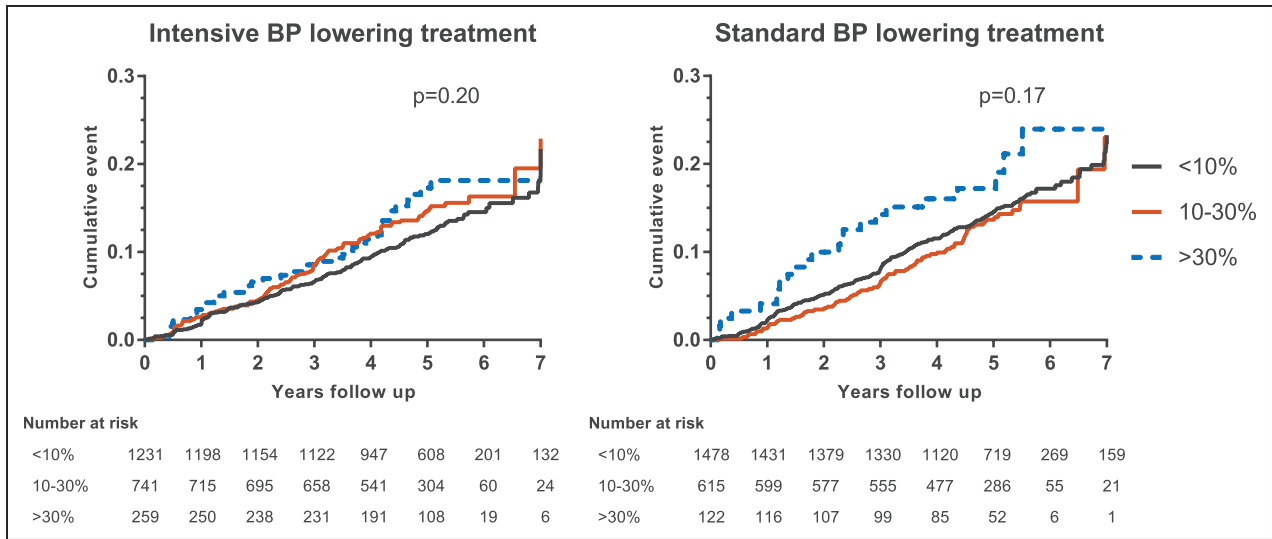 Intensive BP lowering treatment
Standard BP lowering treatment
p=0.20
p=0.17
Cumulative event
0.3
0.2
0.1
0.0
0 1 2 3 4 5 6 7
Years follow up
Cumulative event
0.3
0.2
0.1
0.0
0 1 2 3 4 5 6 7
Years follow up
<10%
10-30%
>30%
Number at risk
<10% 1231 1198 1154 1122 947 608 201 132
10-30% 741 715 695 658 541 304 60 24
>30% 259 250 238 231 191 108 19 6
Number at risk
<10% 1478 1431 1379 1330 1120 719 269 159
10-30% 615 599 577 555 477 286 55 21
>30% 122 116 107 99 85 52 6 1